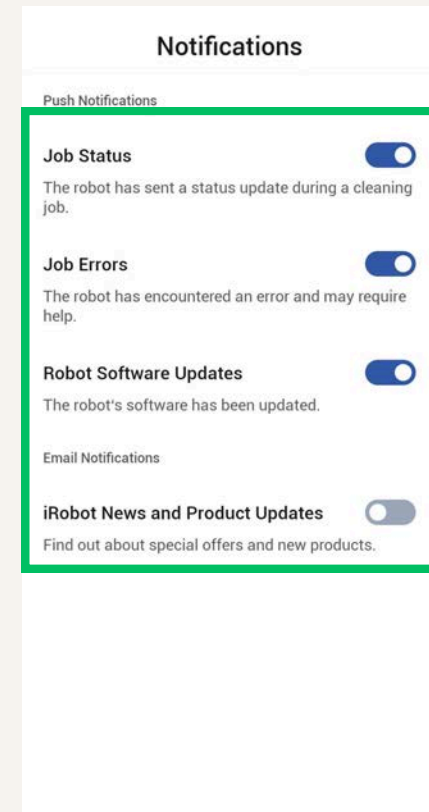 Notifications
Push Notifications
Job Status
The robot has sent a status update during a cleaning
job.
Job Errors
The robot has encountered an error and may require
help.
Robot Software Updates
The robot's software has been updated.
Email Notifications
iRobot News and Product Updates
Find out about special offers and new products.